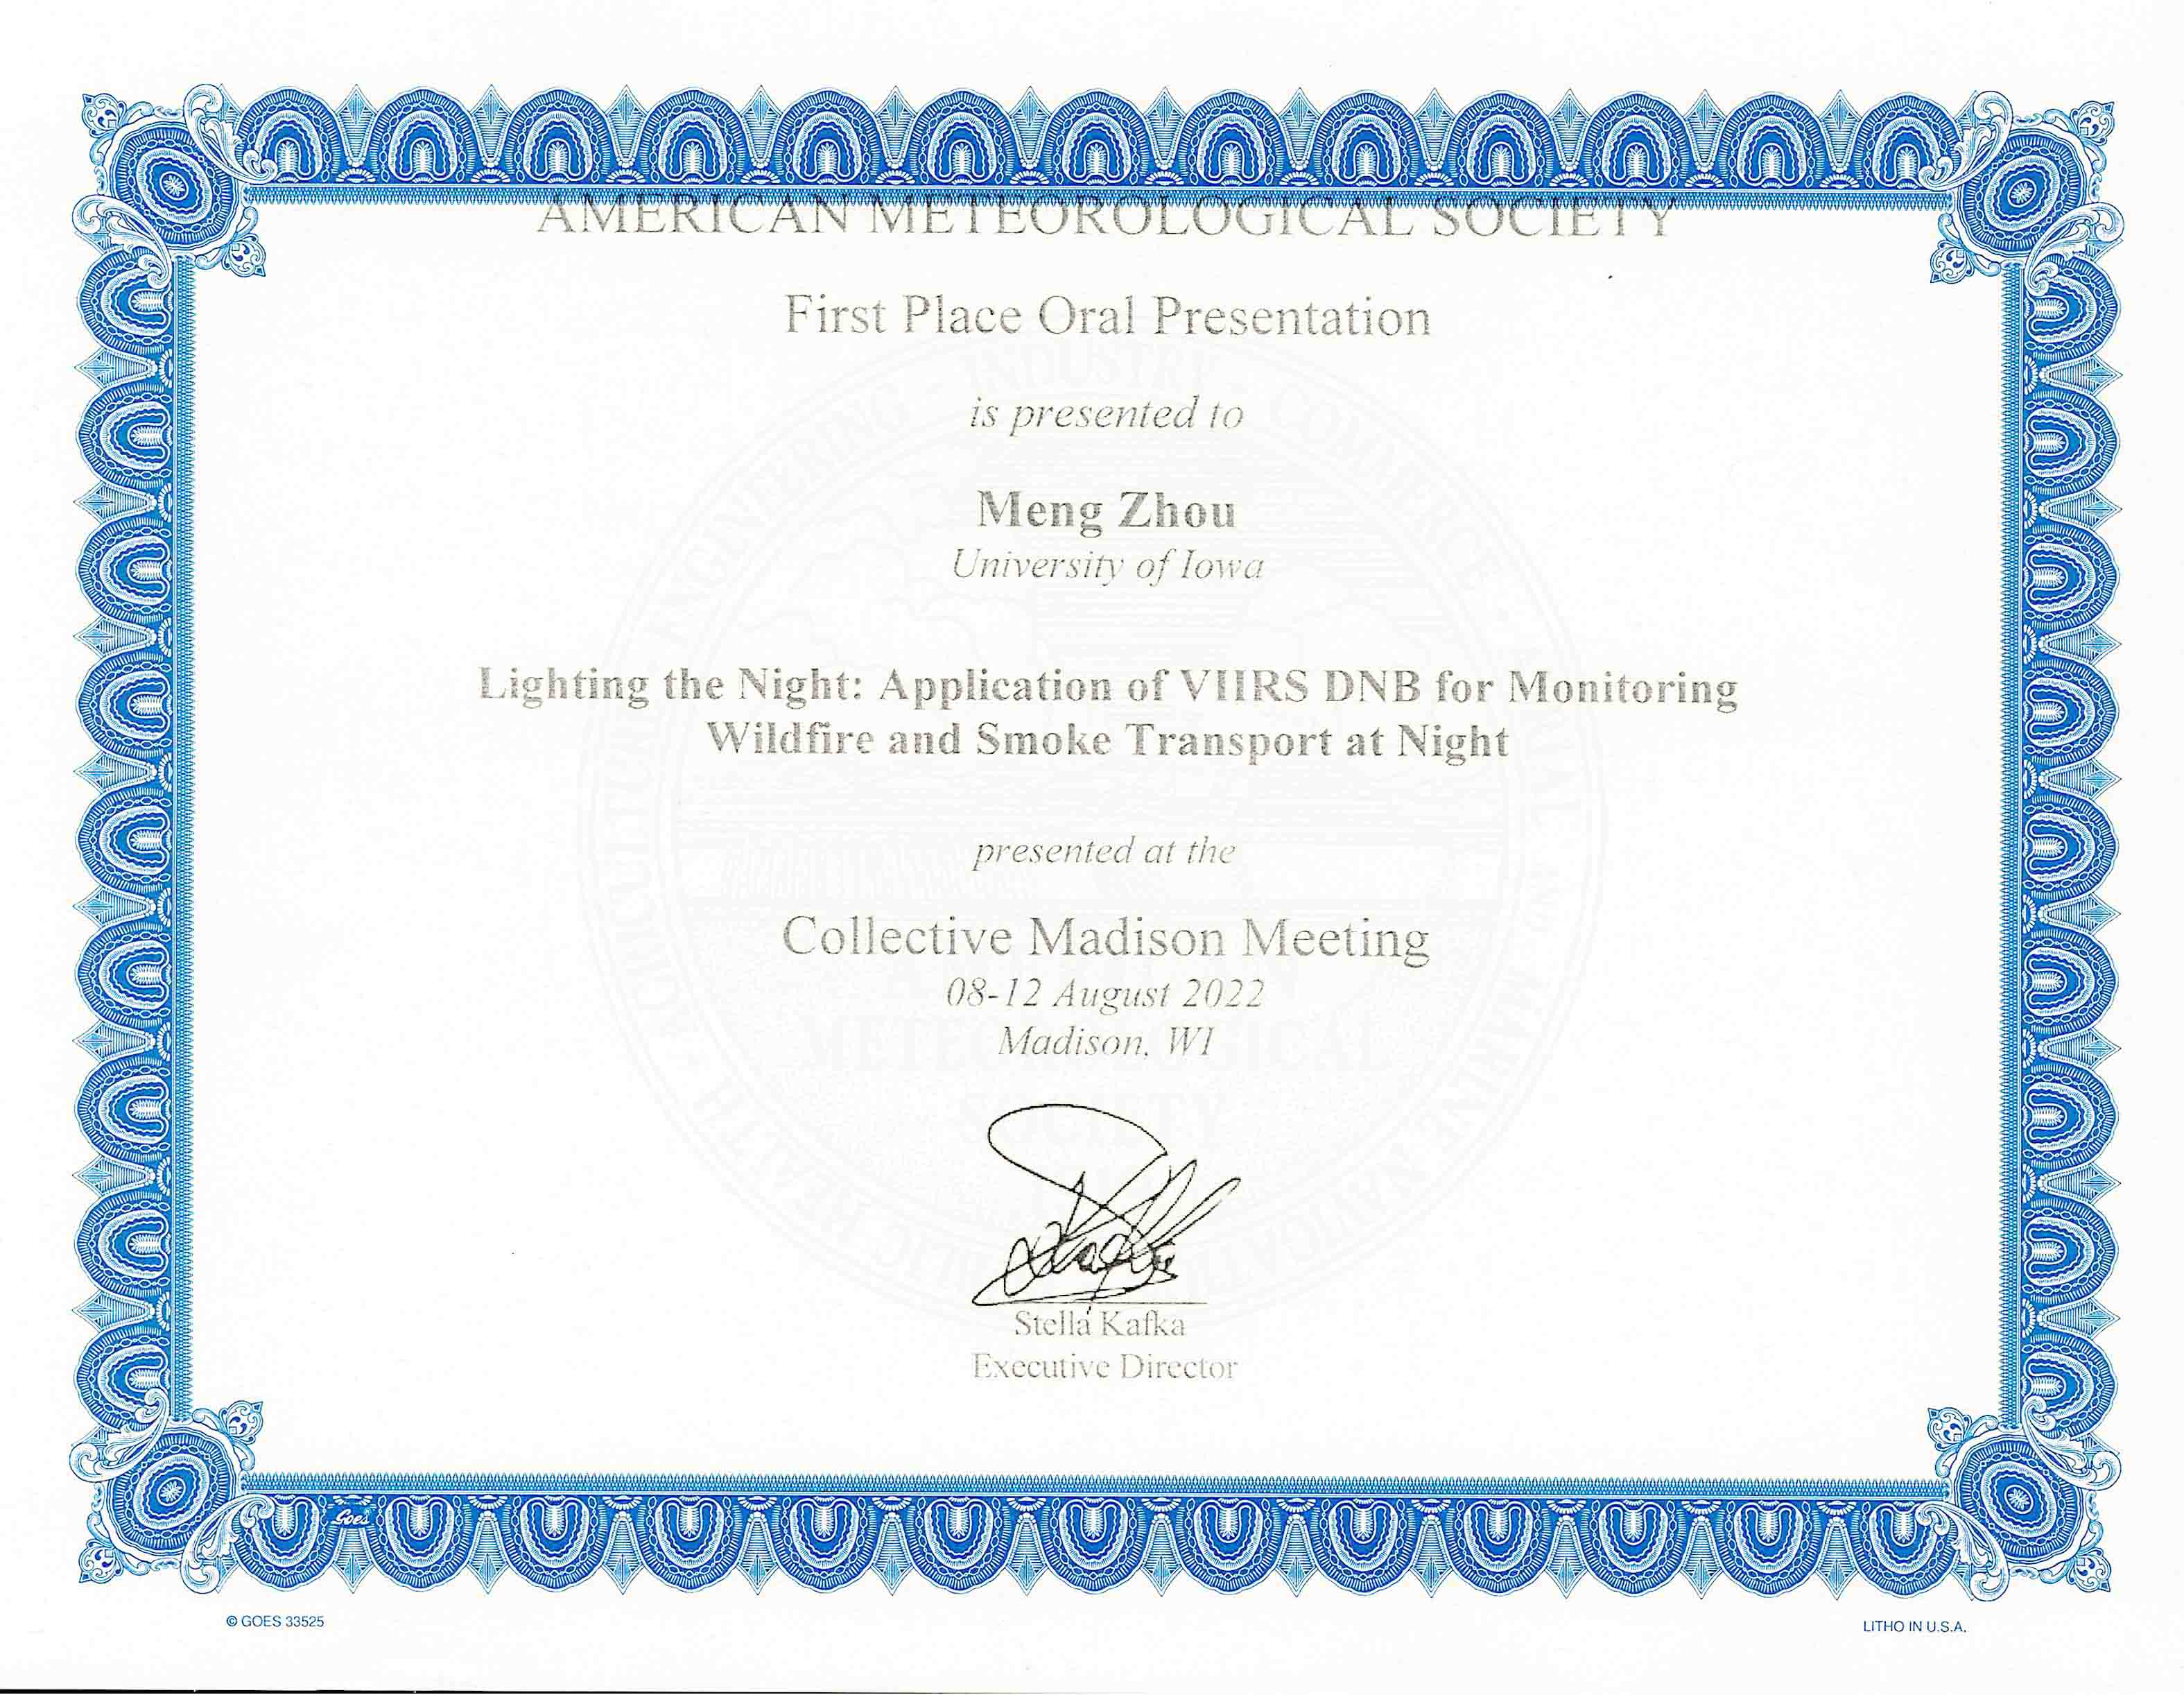 AMERICAN METEOROLOGICAL SOCIETY
First Place Oral Presentation
is presented to
Meng Zhou
University of Iowa
Lighting the Night: Application of VIIRS DNB for Monitoring
Wildfire and Smoke Transport at Night
presented at the
Collective Madison Meeting
08-12 August 2022
Madison, WI
Stella Kafka
Executive Director
Goes
© GOES 33525
LITHO IN U.S.A.